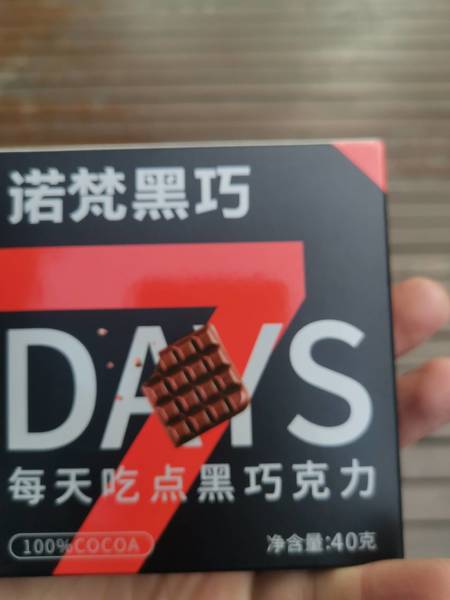 诺梵黑巧
7
DAYS
每天吃点黑巧克力
100%COCOA
净含量:40克